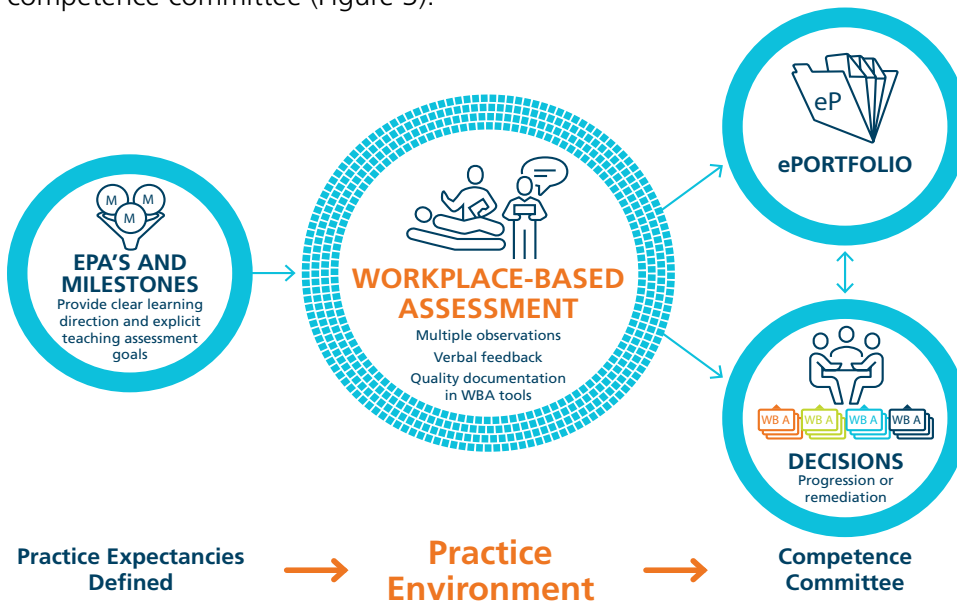 competence committee (Figure 3).
M M
M
EPA'S AND
MILESTONES
Provide clear learning
direction and explicit
teaching assessment
goals
WORKPLACE-BASED
ASSESSMENT
Multiple observations
Verbal feedback
Quality documentation
in WBA tools
eP
ePORTFOLIO
WB A WB A WB A WB A
DECISIONS
Progression or
remediation
Practice Expectancies
Defined
Practice
Environment
Competence
Committee